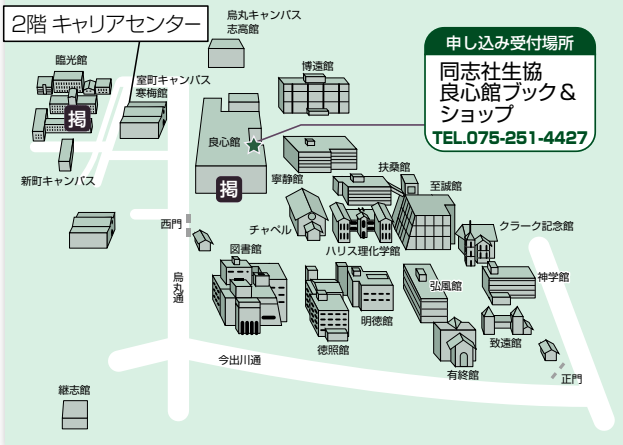 2階 キャリアセンター
烏丸キャンパス
志高館
申し込み受付場所
同志社生協
良心館ブック＆
ショップ
TEL.075-251-4427
臨光館
掲
室町キャンパス
寒梅館
博遠館
良心館
掲
新町キャンパス
寧静館
扶桑館
至誠館
西門
チャペル
ハリス理化学館
クラーク記念館
図書館
烏丸通
弘風館
神学館
明徳館
徳照館
致遠館
今出川通
有終館
正門
継志館